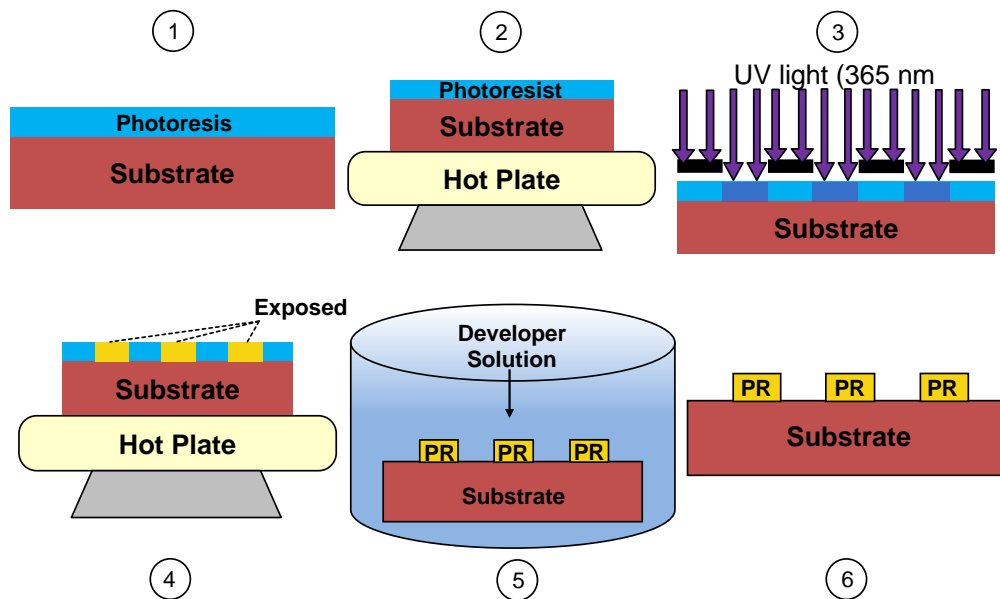 1
Photoresis
Substrate
2
Photoresist
Substrate
Hot Plate
3
UV light (365 nm
Substrate
Exposed
Substrate
Hot Plate
4
Developer
Solution
PR PR PR
Substrate
5
PR PR PR
Substrate
6